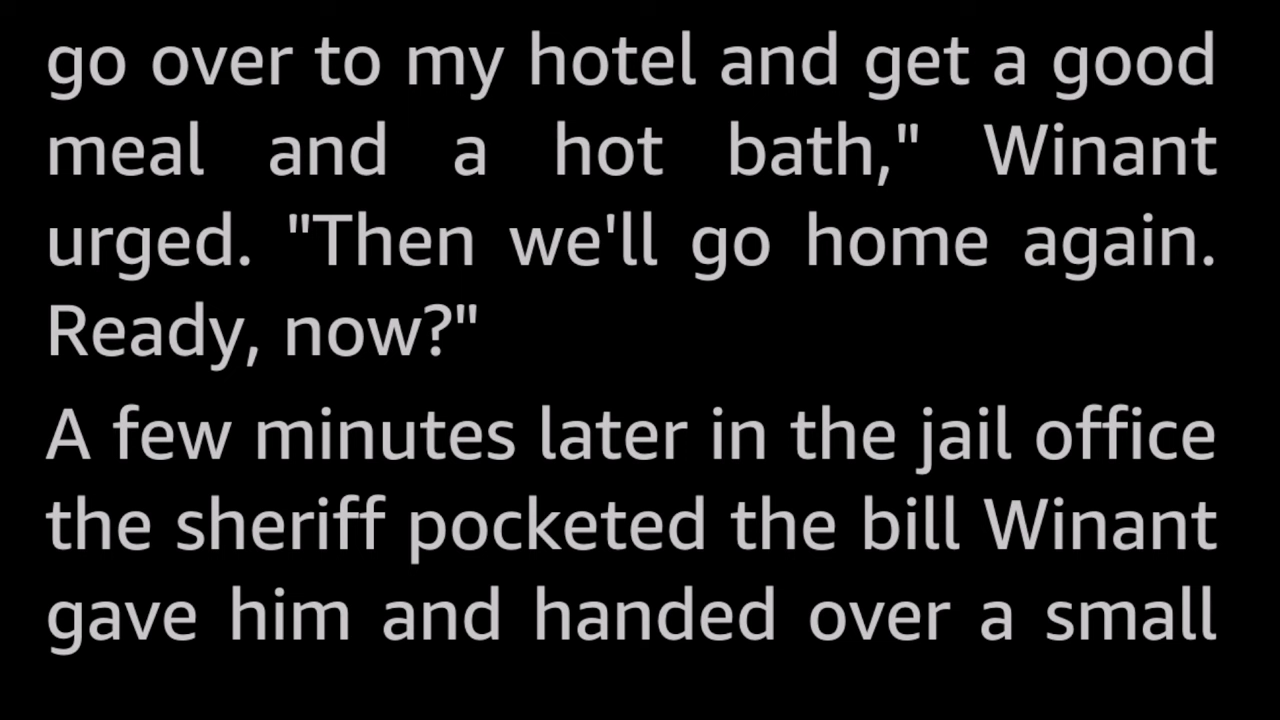 go over to my hotel and get a good
meal and a hot bath," Winant
urged. "Then we'll go home again.
Ready, now?"
A few minutes later in the jail office
the sheriff pocketed the bill Winant
gave him and handed over a small